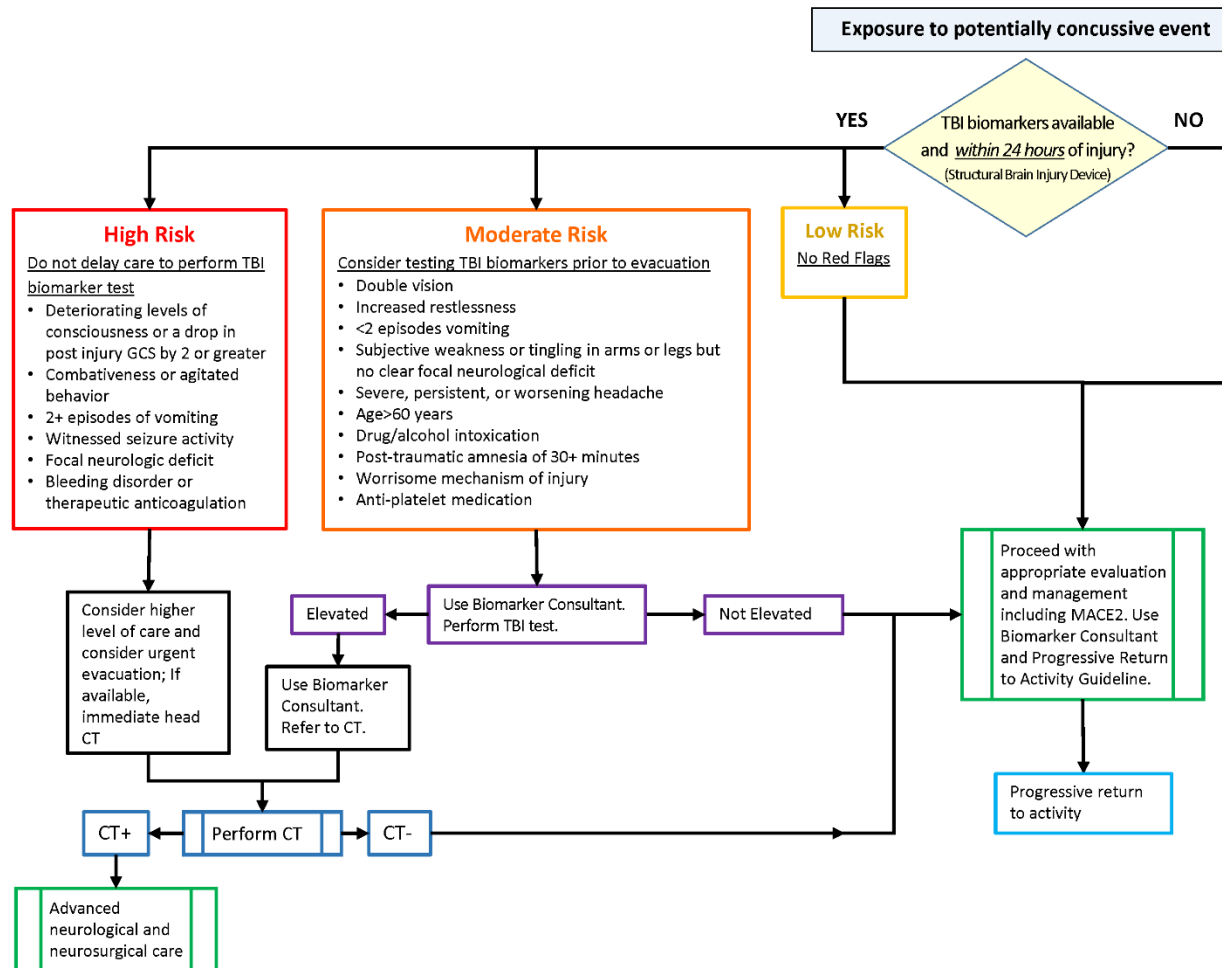 Exposure to potentially concussive event
YES
TBI biomarkers available
and within 24 hours of injury?
(Structural Brain Injury Device)
NO
High Risk
Do not delay care to perform TBI
biomarker test
• Deteriorating levels of
consciousness or a drop in
post injury GCS by 2 or greater
• Combativeness or agitated
behavior
• 2+ episodes of vomiting
• Witnessed seizure activity
• Focal neurologic deficit
• Bleeding disorder or
therapeutic anticoagulation
Moderate Risk
Consider testing TBI biomarkers prior to evacuation
• Double vision
• Increased restlessness
• <2 episodes vomiting
• Subjective weakness or tingling in arms or legs but
no clear focal neurological deficit
• Severe, persistent, or worsening headache
• Age>60 years
• Drug/alcohol intoxication
• Post-traumatic amnesia of 30+ minutes
• Worrisome mechanism of injury
• Anti-platelet medication
Low Risk
No Red Flags
Consider higher
level of care and
consider urgent
evacuation; If
available,
immediate head
CT
Elevated
Use Biomarker Consultant.
Perform TBI test.
Not Elevated
Use Biomarker
Consultant.
Refer to CT.
Proceed with
appropriate evaluation
and management
including MACE2. Use
Biomarker Consultant
and Progressive Return
to Activity Guideline.
CT+
Perform CT
CT-
Progressive return
to activity
Advanced
neurological and
neurosurgical care